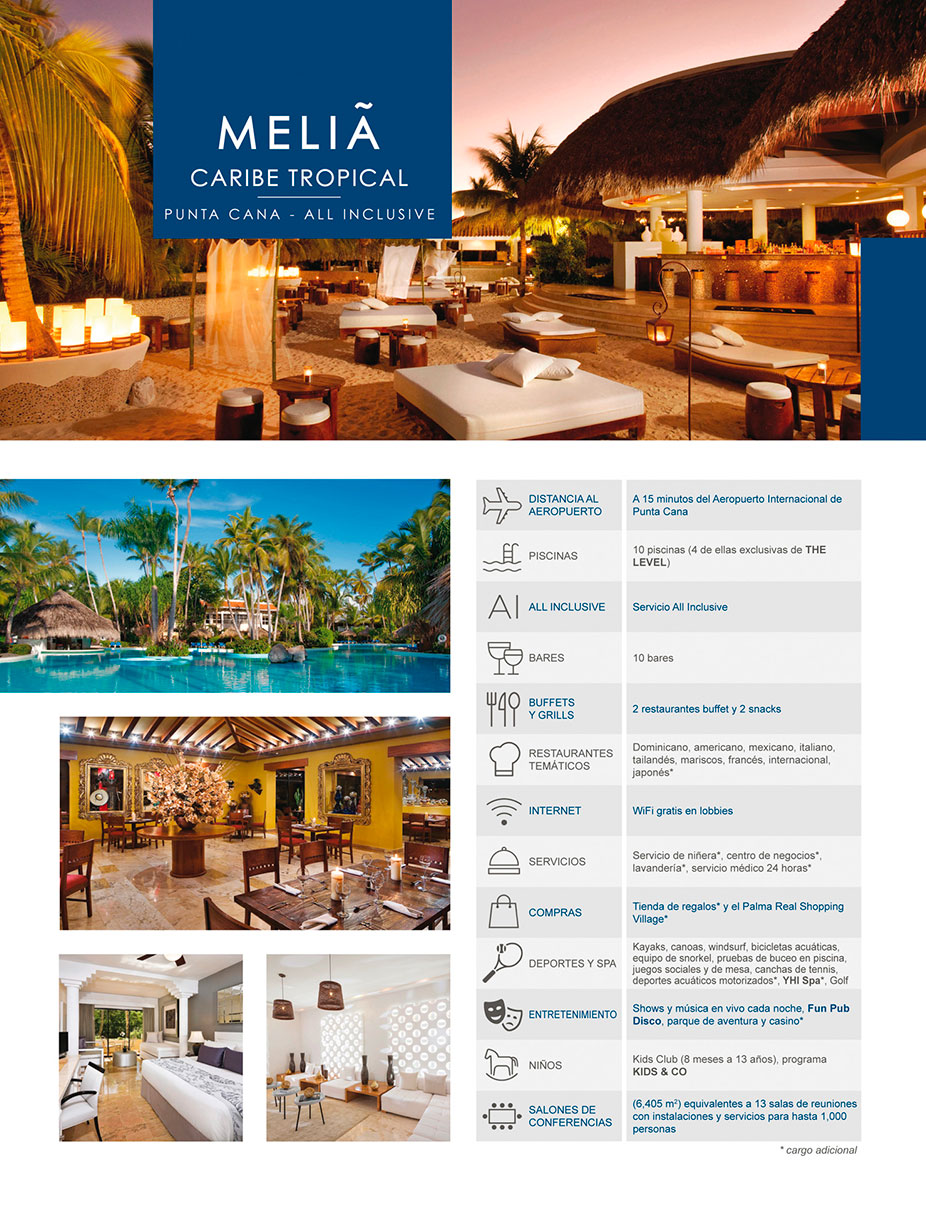 MELIÃ
CARIBE TROPICAL
PUNTA CANA - ALL INCLUSIVE
DISTANCIA AL
AEROPUERTO
A 15 minutos del Aeropuerto Internacional de
Punta Cana
PISCINAS
10 piscinas (4 de ellas exclusivas de THE
LEVEL)
AI
ALL INCLUSIVE
Servicio All Inclusive
BARES
10 bares
BUFFETS
Y GRILLS
2 restaurantes buffet y 2 snacks
RESTAURANTES
TEMÁTICOS
Dominicano, americano, mexicano, italiano,
tailandés, mariscos, francés, internacional,
japonés*
INTERNET
WiFi gratis en lobbies
SERVICIOS
Servicio de niñera*, centro de negocios*,
lavandería*, servicio médico 24 horas*
COMPRAS
Tienda de regalos* y el Palma Real Shopping
Village*
DEPORTES Y SPA
Kayaks, canoas, windsurf, bicicletas acuáticas,
equipo de snorkel, pruebas de buceo en piscina,
juegos sociales y de mesa, canchas de tennis,
deportes acuáticos motorizados*, YHI Spa*, Golf
ENTRETENIMIENTO
Shows y música en vivo cada noche, Fun Pub
Disco, parque de aventura y casino*
NIÑOS
Kids Club (8 meses a 13 años), programa
KIDS & CO
SALONES DE
CONFERENCIAS
(6,405 m²) equivalentes a 13 salas de reuniones
con instalaciones y servicios para hasta 1,000
personas
* cargo adicional